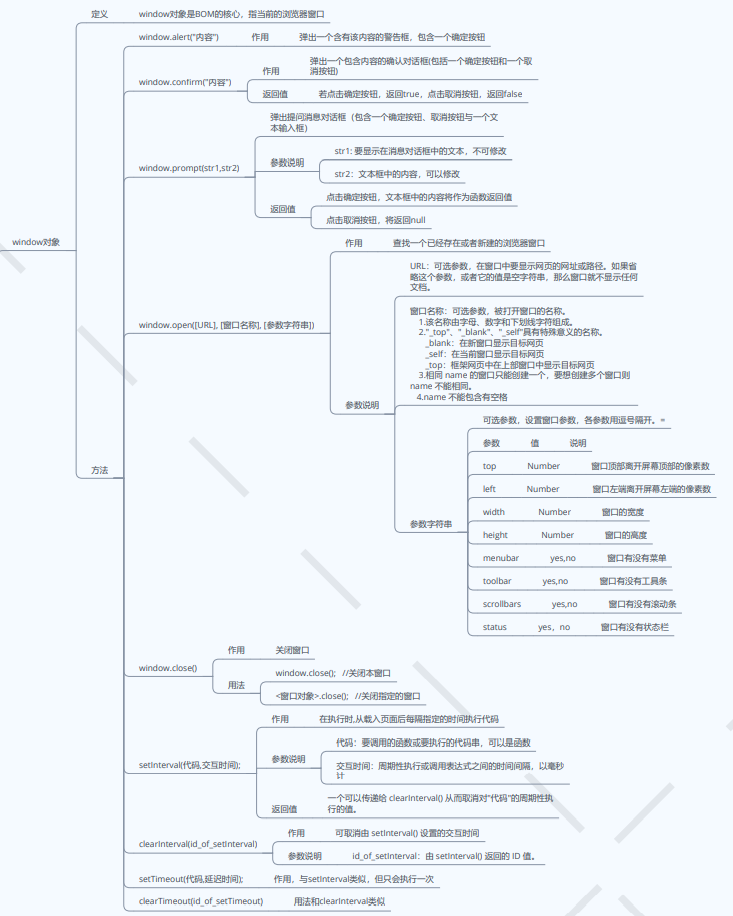 window对象
定义 window对象是BOM的核心，指当前的浏览器窗口
方法
window.alert("内容") 作用 弹出一个含有该内容的警告框，包含一个确定按钮
window.confirm("内容")
作用 弹出一个包含内容的确认对话框(包括一个确定按钮和一个取
消按钮)
返回值 若点击确定按钮，返回true，点击取消按钮，返回false
window.prompt(str1,str2)
弹出提问消息对话框（包含一个确定按钮、取消按钮与一个文
本输入框）
参数说明
str1: 要显示在消息对话框中的文本，不可修改
str2：文本框中的内容，可以修改
返回值
点击确定按钮，文本框中的内容将作为函数返回值
点击取消按钮，将返回null
window.open([URL], [窗口名称], [参数字符串])
作用 查找一个已经存在或者新建的浏览器窗口
参数说明
URL：可选参数，在窗口中要显示网页的网址或路径。如果省
略这个参数，或者它的值是空字符串，那么窗口就不显示任何
文档。
窗口名称：可选参数，被打开窗口的名称。
1.该名称由字母、数字和下划线字符组成。
2."_top"、"_blank"、"_self"具有特殊意义的名称。
_blank：在新窗口显示目标网页
_self：在当前窗口显示目标网页
_top：框架网页中在上部窗口中显示目标网页
3.相同 name 的窗口只能创建一个，要想创建多个窗口则
name 不能相同。
4.name 不能包含有空格
参数字符串
可选参数，设置窗口参数，各参数用逗号隔开。=
参数 值 说明
top Number 窗口顶部离开屏幕顶部的像素数
left Number 窗口左端离开屏幕左端的像素数
width Number 窗口的宽度
height Number 窗口的高度
menubar yes,no 窗口有没有菜单
toolbar yes,no 窗口有没有工具条
scrollbars yes,no 窗口有没有滚动条
status yes，no 窗口有没有状态栏
window.close()
作用 关闭窗口
用法
window.close(); //关闭本窗口
<窗口对象>.close(); //关闭指定的窗口
setInterval(代码,交互时间);
作用 在执行时,从载入页面后每隔指定的时间执行代码
参数说明
代码：要调用的函数或要执行的代码串，可以是函数
交互时间：周期性执行或调用表达式之间的时间间隔，以毫秒
计
返回值
一个可以传递给 clearInterval() 从而取消对"代码"的周期性执
行的值。
clearInterval(id_of_setInterval)
作用 可取消由 setInterval() 设置的交互时间
参数说明 id_of_setInterval：由 setInterval() 返回的 ID 值。
setTimeout(代码,延迟时间); 作用，与setInterval类似，但只会执行一次
clearTimeout(id_of_setTimeout) 用法和clearInterval类似